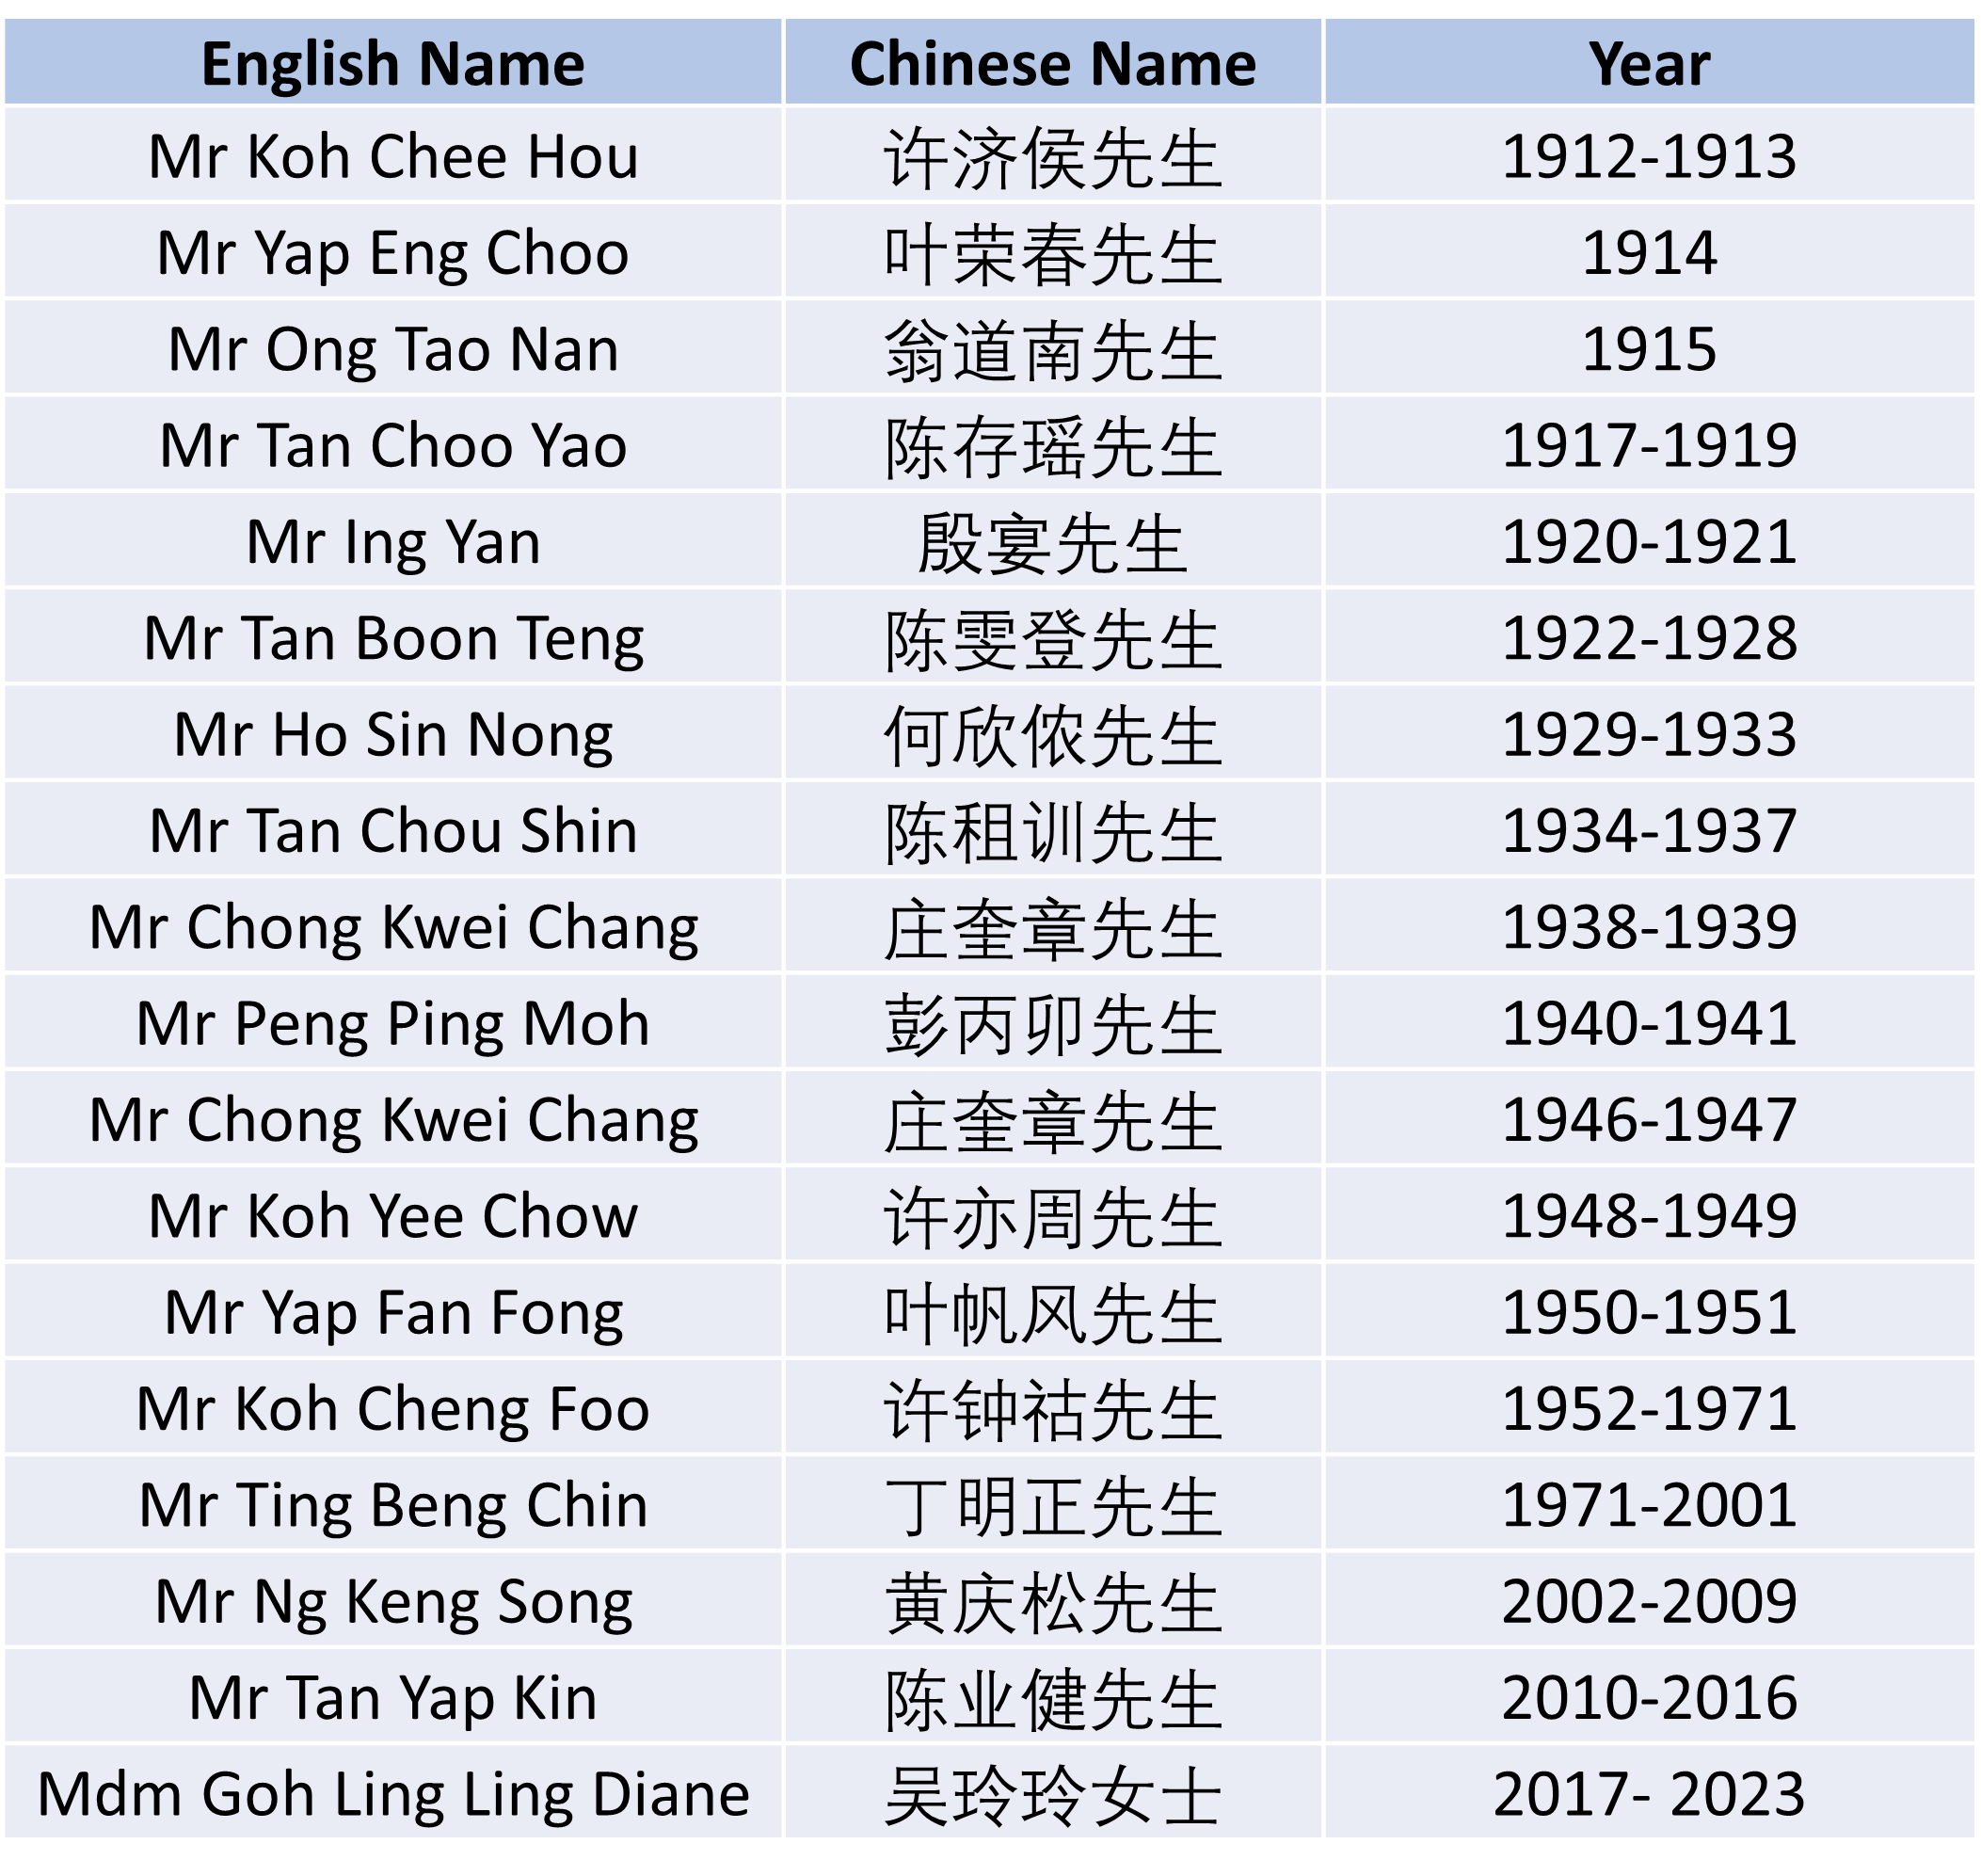 English Name Chinese Name Year
Mr Koh Chee Hou 许济侯先生 1912-1913
Mr Yap Eng Choo 叶荣春先生 1914
Mr Ong Tao Nan 翁道南先生 1915
Mr Tan Choo Yao 陈存瑶先生 1917-1919
Mr Ing Yan 殷宴先生 1920-1921
Mr Tan Boon Teng 陈雯登先生 1922-1928
Mr Ho Sin Nong 何欣侬先生 1929-1933
Mr Tan Chou Shin 陈租训先生 1934-1937
Mr Chong Kwei Chang 庄奎章先生 1938-1939
Mr Peng Ping Moh 彭丙卯先生 1940-1941
Mr Chong Kwei Chang 庄奎章先生 1946-1947
Mr Koh Yee Chow 许亦周先生 1948-1949
Mr Yap Fan Fong 叶帆风先生 1950-1951
Mr Koh Cheng Foo 许钟祜先生 1952-1971
Mr Ting Beng Chin 丁明正先生 1971-2001
Mr Ng Keng Song 黄庆松先生 2002-2009
Mr Tan Yap Kin 陈业健先生 2010-2016
Mdm Goh Ling Ling Diane 吴玲玲女士 2017- 2023